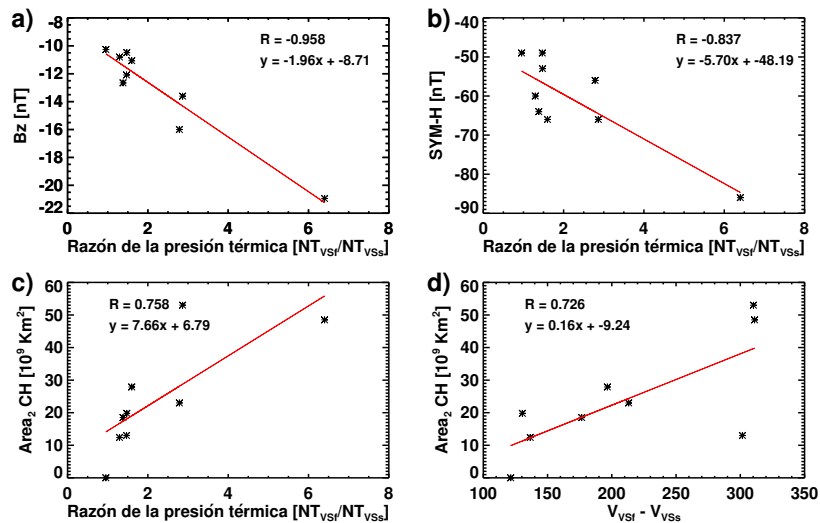 a)
R = -0.958
y = -1.96x + -8.71
Bz [nT]
-8
-10
-12
-14
-16
-18
-20
-22
0 2 4 6 8
Razón de la presión térmica [NT_VSf/NT_VSs]
b)
R = -0.837
y = -5.70x + -48.19
SYM-H [nT]
-40
-50
-60
-70
-80
-90
0 2 4 6 8
Razón de la presión térmica [NT_VSf/NT_VSs]
c)
R = 0.758
y = 7.66x + 6.79
Area₂ CH [10⁹ Km²]
60
50
40
30
20
10
0
0 2 4 6 8
Razón de la presión térmica [NT_VSf/NT_VSs]
d)
R = 0.726
y = 0.16x + -9.24
Area₂ CH [10⁹ Km²]
60
50
40
30
20
10
0
100 150 200 250 300 350
V_VSf - V_VSs